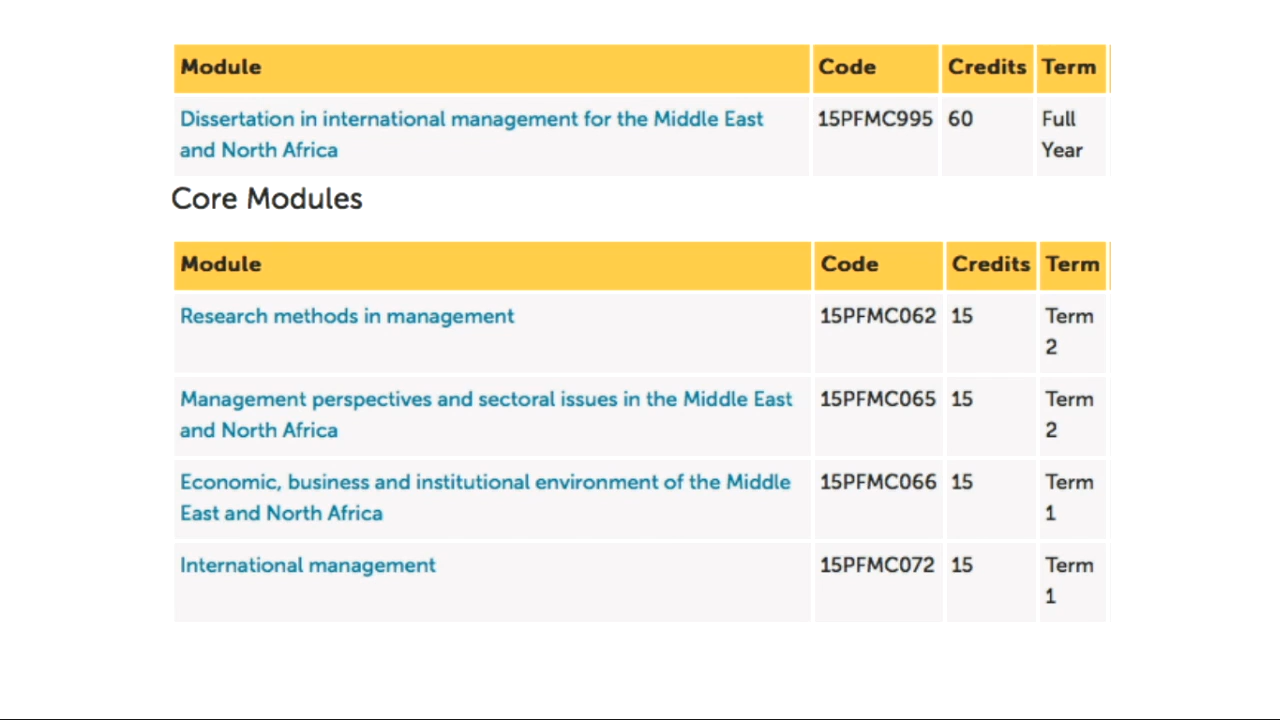 Module Code Credits Term
Dissertation in international management for the Middle East 15PFMC995 60 Full
and North Africa Year
Core Modules
Module Code Credits Term
Research methods in management 15PFMC062 15 Term
2
Management perspectives and sectoral issues in the Middle East 15PFMC065 15 Term
and North Africa 2
Economic, business and institutional environment of the Middle 15PFMC066 15 Term
East and North Africa 1
International management 15PFMC072 15 Term
1